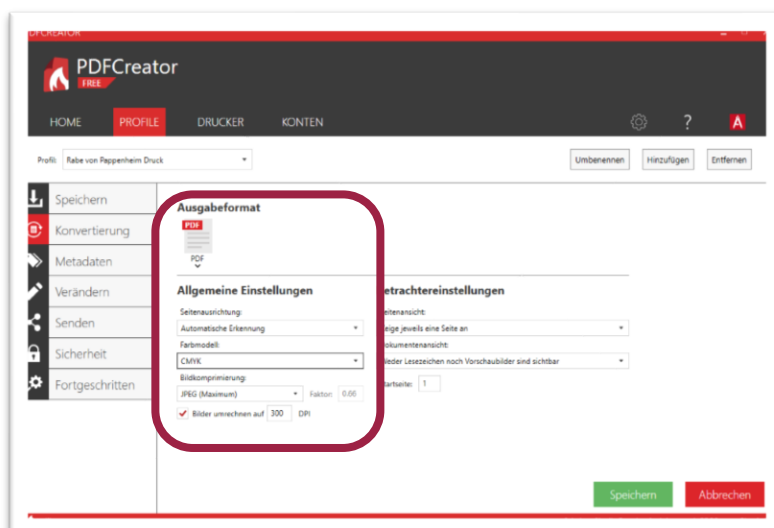 PDFCREATOR
PDFCreator
FREE
HOME PROFILE DRUCKER KONTEN ? A
Profil: Rabe von Pappenheim Druck Umbenennen Hinzufügen Entfernen
Speichern
Konvertierung
Metadaten
Verändern
Senden
Sicherheit
Fortgeschritten
Ausgabeformat
PDF
PDF
Allgemeine Einstellungen
Seitenausrichtung:
Automatische Erkennung
Farbmodell:
CMYK
Bildkomprimierung:
JPEG (Maximum) Faktor: 0.66
Bilder umrechnen auf 300 DPI
etrachtereinstellungen
eitenansicht:
eige jeweils eine Seite an
okumentenansicht:
eder Lesezeichen noch Vorschaubilder sind sichtbar
tartseite: 1
Speichern Abbrechen